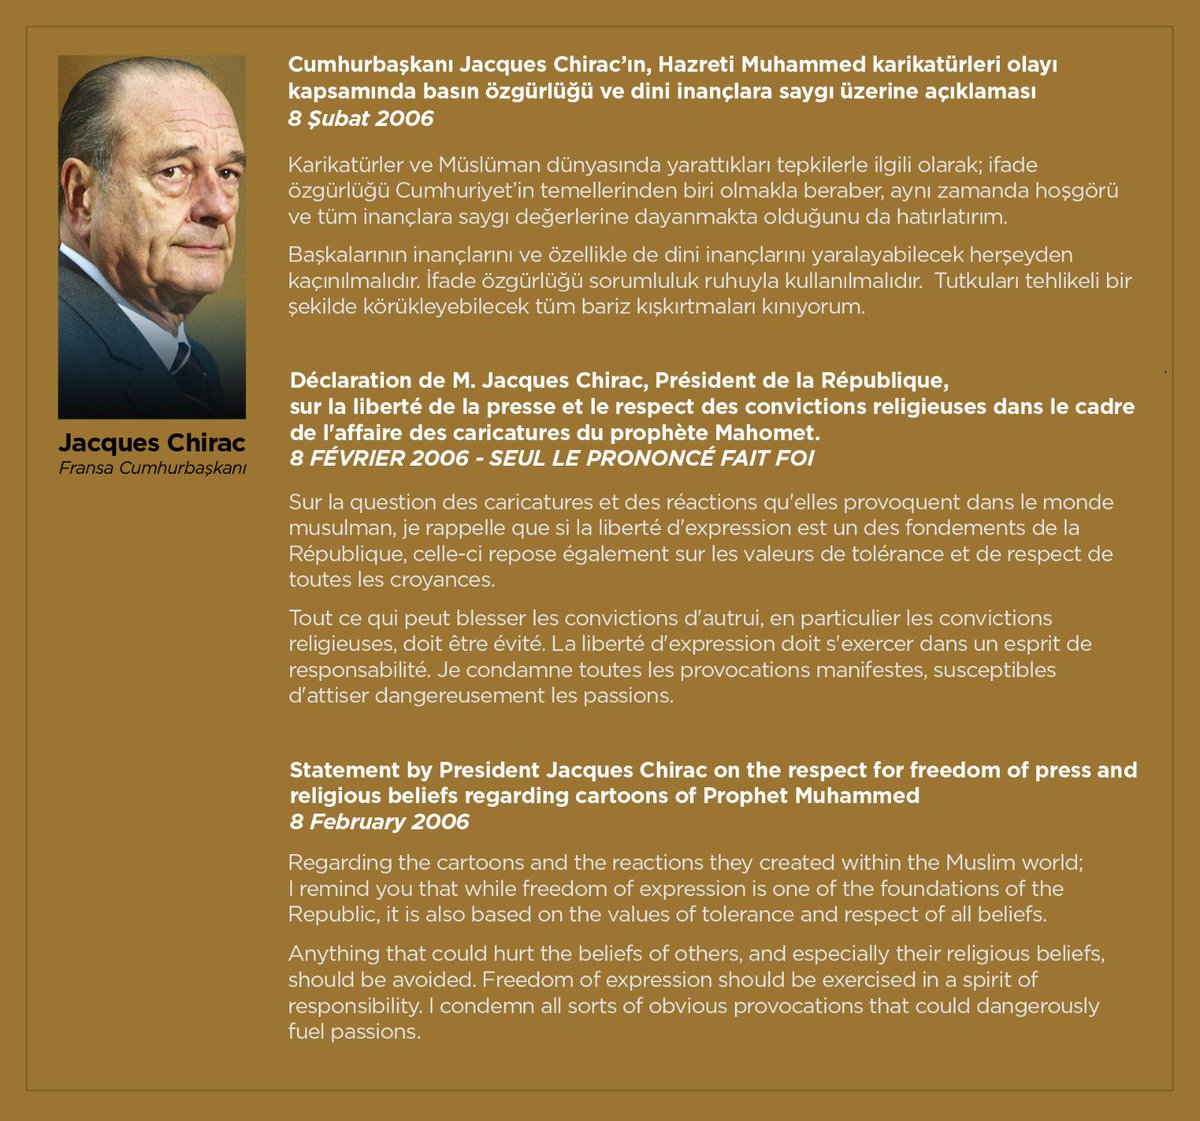 Cumhurbaşkanı Jacques Chirac’ın, Hazreti Muhammed karikatürleri olayı
kapsamında basın özgürlüğü ve dini inançlara saygı üzerine açıklaması
8 Şubat 2006
Karikatürler ve Müslüman dünyasında yarattıkları tepkilerle ilgili olarak; ifade
özgürlüğü Cumhuriyet’in temellerinden biri olmakla beraber, aynı zamanda hoşgörü
ve tüm inançlara saygı değerlerine dayanmakta olduğunu da hatırlatırım.
Başkalarının inançlarını ve özellikle de dini inançlarını yaralayabilecek herşeyden
kaçınılmalıdır. İfade özgürlüğü sorumluluk ruhuyla kullanılmalıdır.  Tutkuları tehlikeli bir
şekilde körükleyebilecek tüm bariz kışkırtmaları kınıyorum.
Jacques Chirac
Fransa Cumhurbaşkanı
Déclaration de M. Jacques Chirac, Président de la République,
sur la liberté de la presse et le respect des convictions religieuses dans le cadre
de l'affaire des caricatures du prophète Mahomet.
8 FÉVRIER 2006 - SEUL LE PRONONCÉ FAIT FOI
Sur la question des caricatures et des réactions qu'elles provoquent dans le monde
musulman, je rappelle que si la liberté d'expression est un des fondements de la
République, celle-ci repose également sur les valeurs de tolérance et de respect de
toutes les croyances.
Tout ce qui peut blesser les convictions d'autrui, en particulier les convictions
religieuses, doit être évité. La liberté d'expression doit s'exercer dans un esprit de
responsabilité. Je condamne toutes les provocations manifestes, susceptibles
d'attiser dangereusement les passions.
Statement by President Jacques Chirac on the respect for freedom of press and
religious beliefs regarding cartoons of Prophet Muhammed
8 February 2006
Regarding the cartoons and the reactions they created within the Muslim world;
I remind you that while freedom of expression is one of the foundations of the
Republic, it is also based on the values of tolerance and respect of all beliefs.
Anything that could hurt the beliefs of others, and especially their religious beliefs,
should be avoided. Freedom of expression should be exercised in a spirit of
responsibility. I condemn all sorts of obvious provocations that could dangerously
fuel passions.